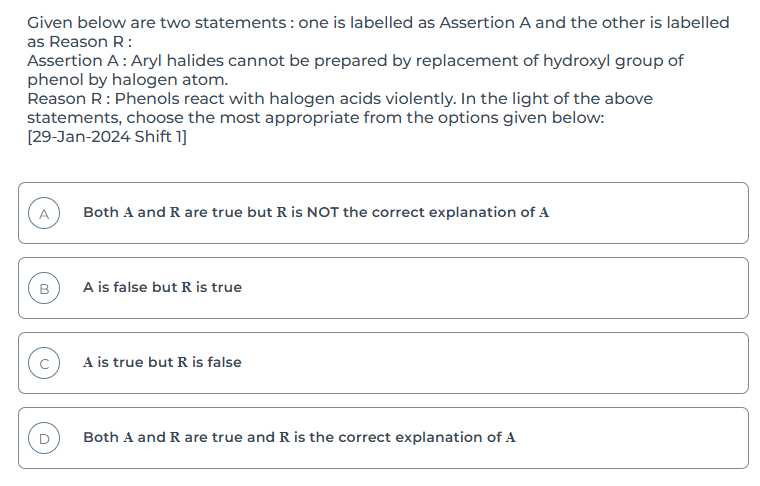 Given below are two statements : one is labelled as Assertion A and the other is labelled
as Reason R :
Assertion A : Aryl halides cannot be prepared by replacement of hydroxyl group of
phenol by halogen atom.
Reason R : Phenols react with halogen acids violently. In the light of the above
statements, choose the most appropriate from the options given below:
[29-Jan-2024 Shift 1]
A Both A and R are true but R is NOT the correct explanation of A
B A is false but R is true
C A is true but R is false
D Both A and R are true and R is the correct explanation of A